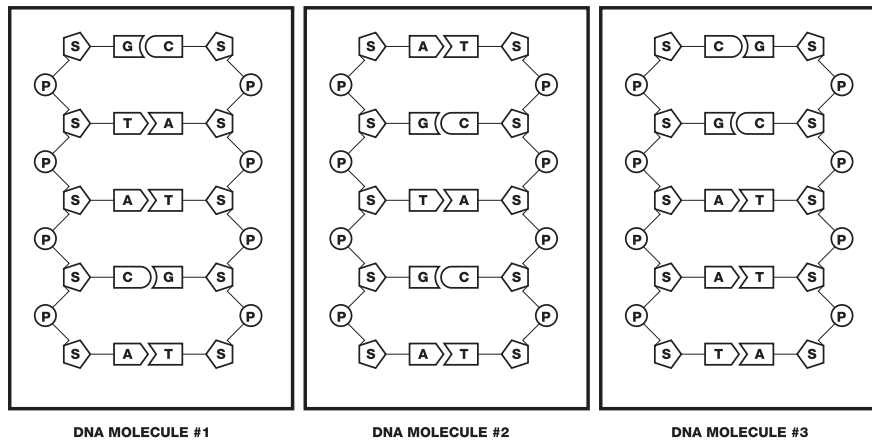 S G C S S A T S S C G S
P P P P P P
S T A S S G C S S G C S
P P P P P P
S A T S S T A S S A T S
P P P P P P
S C G S S G C S S A T S
P P P P P P
S A T S S A T S S T A S
DNA MOLECULE #1 DNA MOLECULE #2 DNA MOLECULE #3